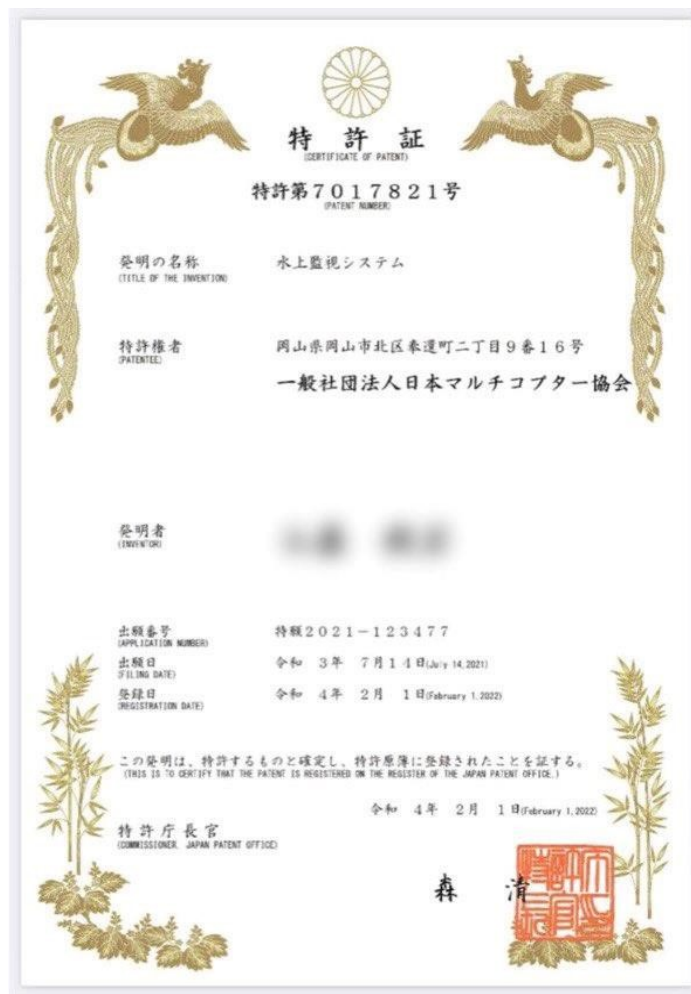 特許証
(CERTIFICATE OF PATENT)
特許第7017821号
(PATENT NUMBER)
発明の名称 水上監視システム
(TITLE OF THE INVENTION)
特許権者 岡山県岡山市北区奉還町二丁目9番16号
(PATENTEE)
一般社団法人日本マルチコプター協会
発明者
(INVENTOR)
出願番号 特願2021-123477
(APPLICATION NUMBER)
出願日 令和 3年 7月14日(July 14,2021)
(FILING DATE)
登録日 令和 4年 2月 1日(February 1,2022)
(REGISTRATION DATE)
この発明は、特許するものと確定し、特許原簿に登録されたことを証する。
(THIS IS TO CERTIFY THAT THE PATENT IS REGISTERED ON THE REGISTER OF THE JAPAN PATENT OFFICE.)
令和 4年 2月 1日(February 1,2022)
特許庁長官
(COMMISSIONER, JAPAN PATENT OFFICE)
森 清